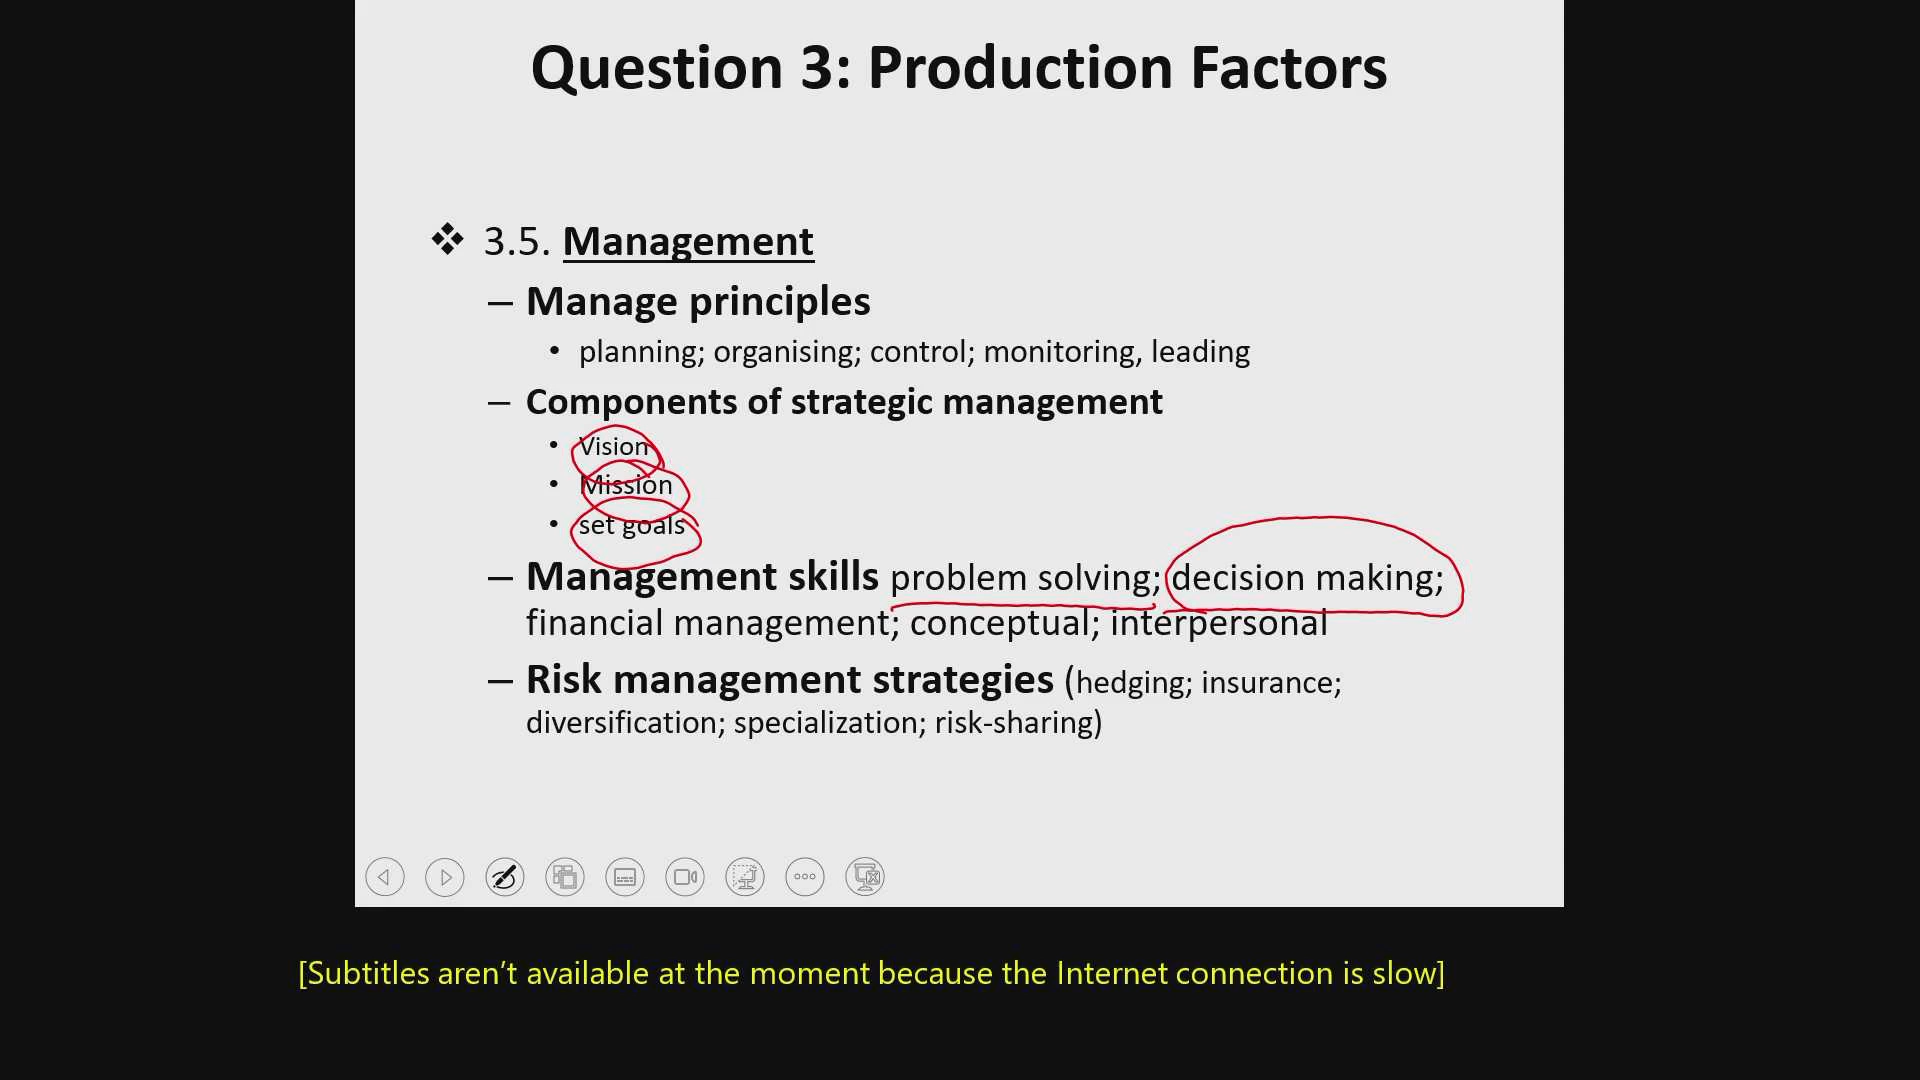 Question 3: Production Factors
❖ 3.5. Management
– Manage principles
• planning; organising; control; monitoring, leading
– Components of strategic management
• Vision
• Mission
• set goals
– Management skills problem solving; decision making;
financial management; conceptual; interpersonal
– Risk management strategies (hedging; insurance;
diversification; specialization; risk-sharing)
[Subtitles aren’t available at the moment because the Internet connection is slow]